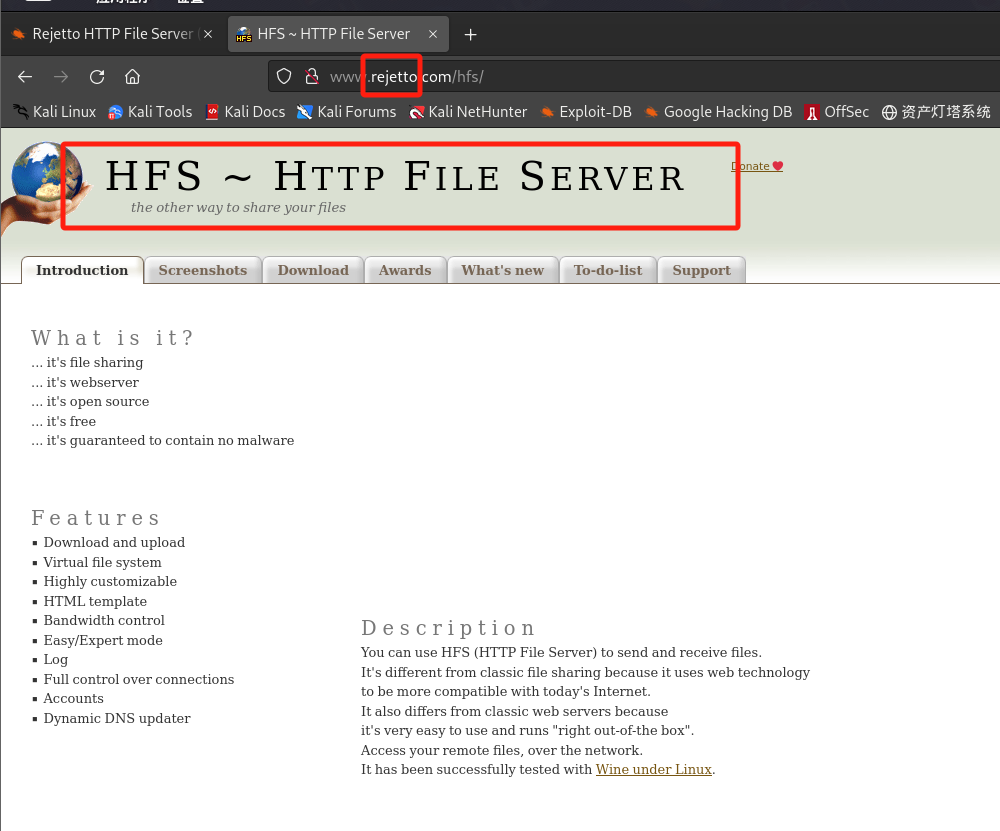 Rejetto HTTP File Server (
HFS ~ HTTP File Server
www.rejetto.com/hfs/
Kali Linux
Kali Tools
Kali Docs
Kali Forums
Kali NetHunter
Exploit-DB
Google Hacking DB
OffSec
资产灯塔系统
HFS ~ HTTP FILE SERVER
the other way to share your files
Donate
Introduction
Screenshots
Download
Awards
What's new
To-do-list
Support
What is it?
... it's file sharing
... it's webserver
... it's open source
... it's free
... it's guaranteed to contain no malware
Features
Download and upload
Virtual file system
Highly customizable
HTML template
Bandwidth control
Easy/Expert mode
Log
Full control over connections
Accounts
Dynamic DNS updater
Description
You can use HFS (HTTP File Server) to send and receive files.
It's different from classic file sharing because it uses web technology
to be more compatible with today's Internet.
It also differs from classic web servers because
it's very easy to use and runs "right out-of-the box".
Access your remote files, over the network.
It has been successfully tested with Wine under Linux.